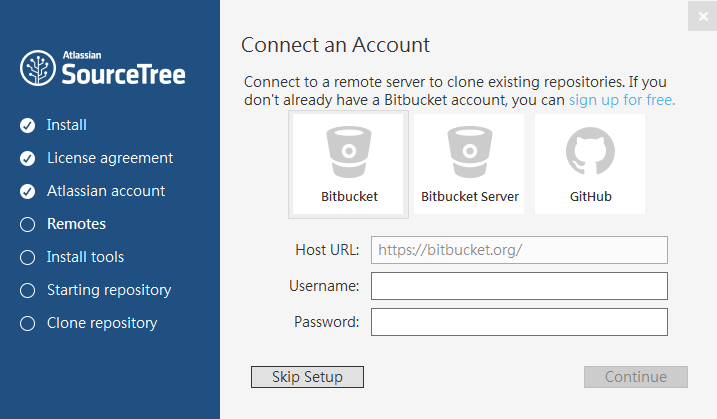 Atlassian
SourceTree
Install
License agreement
Atlassian account
Remotes
Install tools
Starting repository
Clone repository
Connect an Account
Connect to a remote server to clone existing repositories. If you
don't already have a Bitbucket account, you can sign up for free.
Bitbucket
Bitbucket Server
GitHub
Host URL: https://bitbucket.org/
Username:
Password:
Skip Setup
Continue